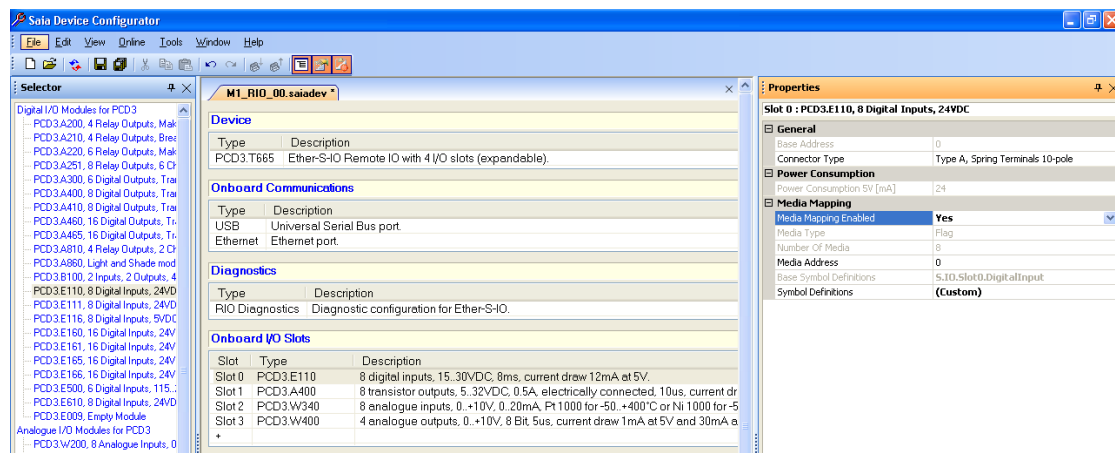 Saia Device Configurator
File Edit View Online Tools Window Help
Selector
Digital I/O Modules for PCD3
PCD3.A200, 4 Relay Outputs, Mak
PCD3.A210, 4 Relay Outputs, Brea
PCD3.A220, 6 Relay Outputs, Mak
PCD3.A251, 8 Relay Outputs, 6 Ch
PCD3.A300, 6 Digital Outputs, Trar
PCD3.A400, 8 Digital Outputs, Trar
PCD3.A410, 8 Digital Outputs, Trar
PCD3.A460, 16 Digital Outputs, Tr
PCD3.A465, 16 Digital Outputs, Tr
PCD3.A810, 4 Relay Outputs, 2 Ch
PCD3.A860, Light and Shade mod
PCD3.B100, 2 Inputs, 2 Outputs, 4
PCD3.E110, 8 Digital Inputs, 24VD
PCD3.E111, 8 Digital Inputs, 24VD
PCD3.E116, 8 Digital Inputs, 5VDC
PCD3.E160, 16 Digital Inputs, 24V
PCD3.E161, 16 Digital Inputs, 24V
PCD3.E165, 16 Digital Inputs, 24V
PCD3.E166, 16 Digital Inputs, 24V
PCD3.E500, 6 Digital Inputs, 115..
PCD3.E610, 8 Digital Inputs, 24VD
PCD3.E009, Empty Module
Analogue I/O Modules for PCD3
PCD3.W200, 8 Analogue Inputs, 0
M1_RIO_00.saiadev *
Device
Type Description
PCD3.T665 Ether-S-IO Remote IO with 4 I/O slots (expandable).
Onboard Communications
Type Description
USB Universal Serial Bus port.
Ethernet Ethernet port.
Diagnostics
Type Description
RIO Diagnostics Diagnostic configuration for Ether-S-IO.
Onboard I/O Slots
Slot Type Description
Slot 0 PCD3.E110 8 digital inputs, 15..30VDC, 8ms, current draw 12mA at 5V.
Slot 1 PCD3.A400 8 transistor outputs, 5..32VDC, 0.5A, electrically connected, 10us, current dr
Slot 2 PCD3.W340 8 analogue inputs, 0..+10V, 0..20mA, Pt 1000 for -50..+400°C or Ni 1000 for -5
Slot 3 PCD3.W400 4 analogue outputs, 0..+10V, 8 Bit, 5us, current draw 1mA at 5V and 30mA a
+
Properties
Slot 0 : PCD3.E110, 8 Digital Inputs, 24VDC
General
Base Address 0
Connector Type Type A, Spring Terminals 10-pole
Power Consumption
Power Consumption 5V [mA] 24
Media Mapping
Media Mapping Enabled Yes
Media Type Flag
Number Of Media 8
Media Address 0
Base Symbol Definitions S.IO.Slot0.DigitalInput
Symbol Definitions (Custom)